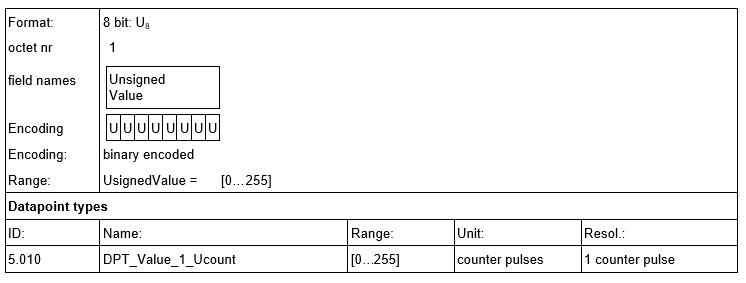 Format: 8 bit: U8
octet nr 1
field names Unsigned
Value
Encoding U U U U U U U U
Encoding: binary encoded
Range: UsignedValue = [0...255]
Datapoint types
ID: Name: Range: Unit: Resol.:
5.010 DPT_Value_1_Ucount [0...255] counter pulses 1 counter pulse